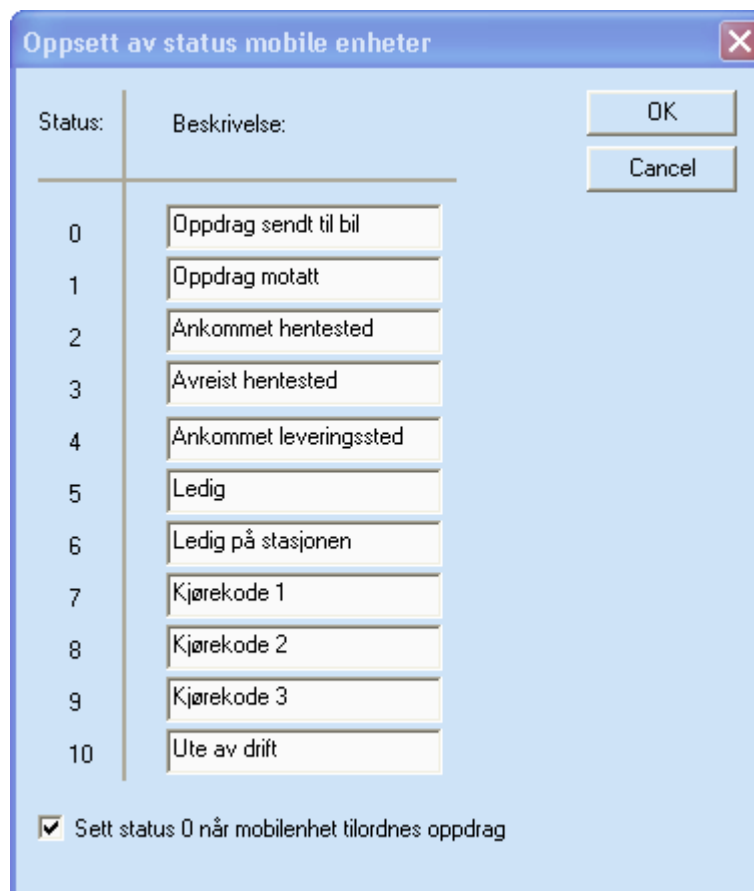 Oppsett av status mobile enheter
Status: Beskrivelse:
OK
Cancel
0 Oppdrag sendt til bil
1 Oppdrag motatt
2 Ankommet hentested
3 Avreist hentested
4 Ankommet leveringssted
5 Ledig
6 Ledig på stasjonen
7 Kjørekode 1
8 Kjørekode 2
9 Kjørekode 3
10 Ute av drift
Sett status 0 når mobilenhet tilordnes oppdrag